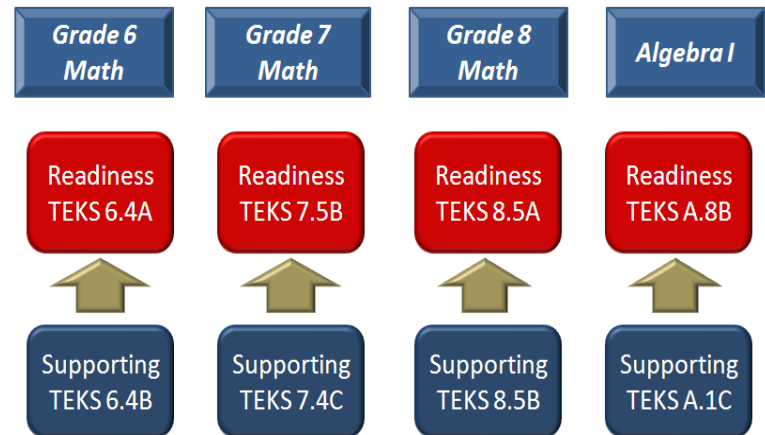 Grade 6
Math
Grade 7
Math
Grade 8
Math
Algebra I
Readiness
TEKS 6.4A
Readiness
TEKS 7.5B
Readiness
TEKS 8.5A
Readiness
TEKS A.8B
Supporting
TEKS 6.4B
Supporting
TEKS 7.4C
Supporting
TEKS 8.5B
Supporting
TEKS A.1C